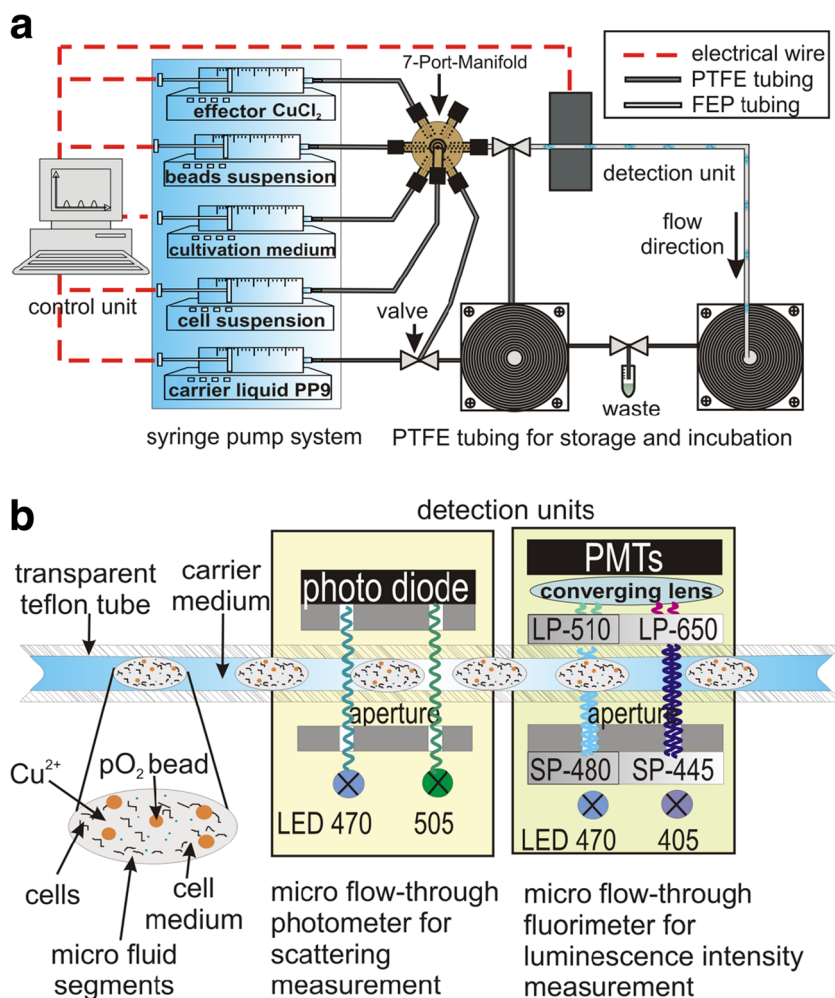 a
7-Port-Manifold
electrical wire
PTFE tubing
FEP tubing
effector CuCl₂
beads suspension
cultivation medium
cell suspension
carrier liquid PP9
control unit
detection unit
flow
direction
valve
waste
syringe pump system
PTFE tubing for storage and incubation
b
detection units
transparent
teflon tube
carrier
medium
photo diode
PMTs
converging lens
LP-510
LP-650
aperture
aperture
SP-480
SP-445
Cu²⁺
pO₂ bead
LED 470
505
LED 470
405
cells
cell
medium
micro fluid
segments
micro flow-through
photometer for
scattering
measurement
micro flow-through
fluorimeter for
luminescence intensity
measurement